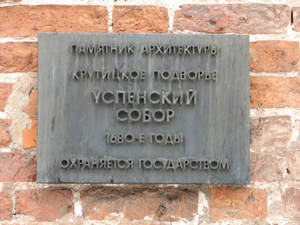 ПАМЯТНИК АРХИТЕКТУРЫ
КРУТИЦКОЕ ПОДВОРЬЕ
УСПЕНСКИЙ
СОБОР
1680-Е ГОДЫ
ОХРАНЯЕТСЯ ГОСУДАРСТВОМ